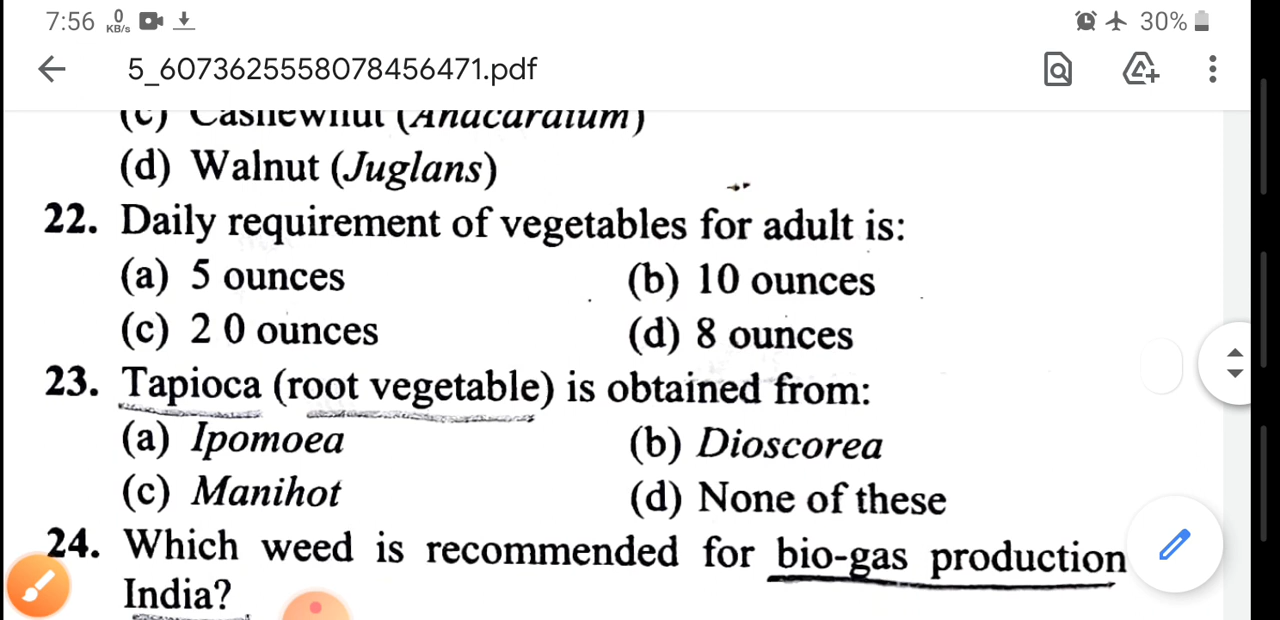 7:56 0 KB/s 30%
5_6073625558078456471.pdf
(c) Cashewnut (Anacardium)
(d) Walnut (Juglans)
22. Daily requirement of vegetables for adult is:
(a) 5 ounces (b) 10 ounces
(c) 2 0 ounces (d) 8 ounces
23. Tapioca (root vegetable) is obtained from:
(a) Ipomoea (b) Dioscorea
(c) Manihot (d) None of these
24. Which weed is recommended for bio-gas production
India?